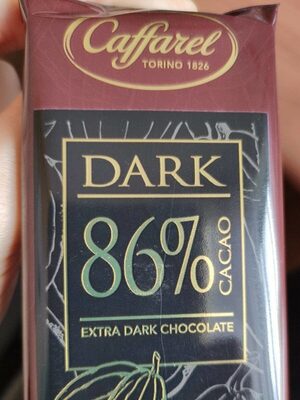 Caffarel
TORINO 1826
DARK
86%
CACAO
EXTRA DARK CHOCOLATE